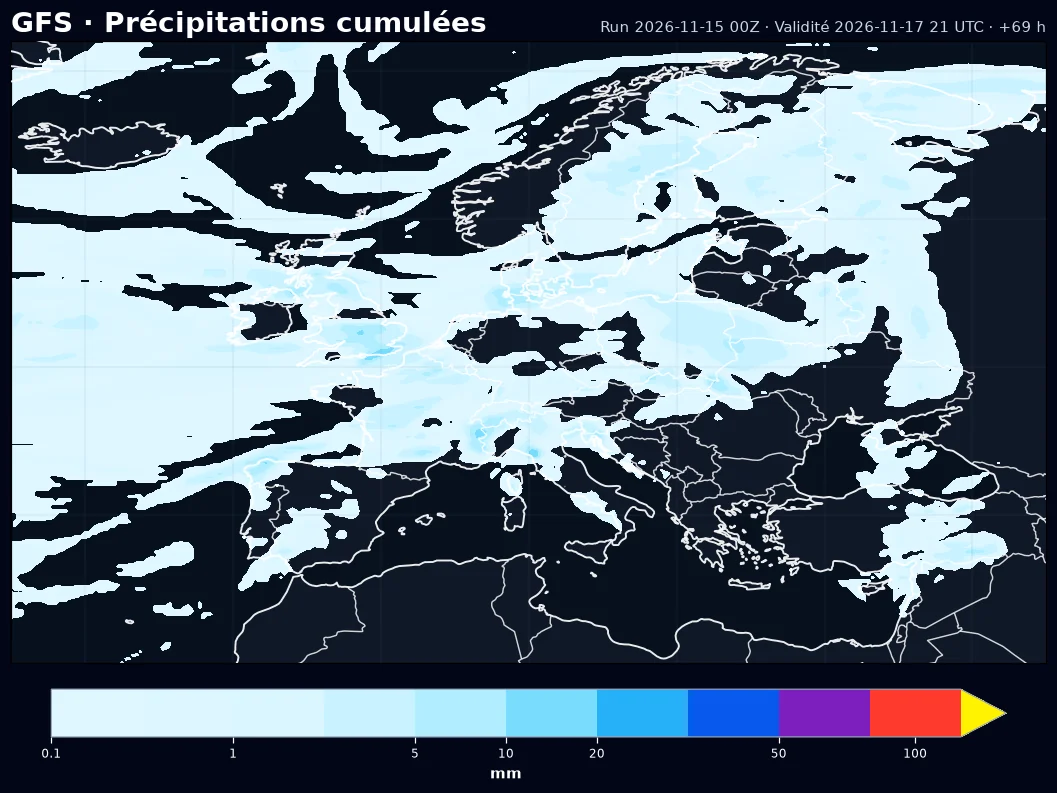 GFS · Précipitations cumulées
Run 2026-11-15 00Z · Validité 2026-11-17 21 UTC · +69 h
0.1 1 5 10 20 50 100
mm